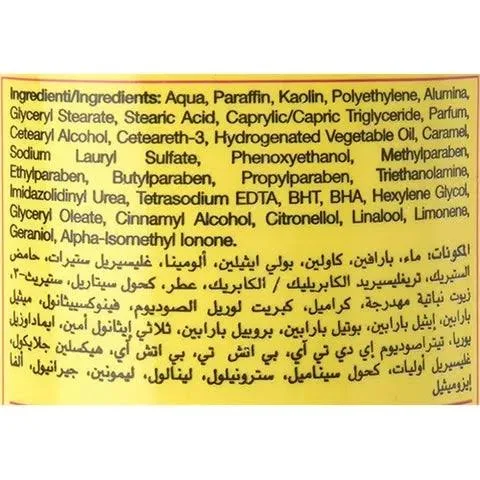 Ingredienti/Ingredients: Aqua, Paraffin, Kaolin, Polyethylene, Alumina,
Glyceryl Stearate, Stearic Acid, Caprylic/Capric Triglyceride, Parfum,
Cetearyl Alcohol, Ceteareth-3, Hydrogenated Vegetable Oil, Caramel,
Sodium Lauryl Sulfate, Phenoxyethanol, Methylparaben,
Ethylparaben, Butylparaben, Propylparaben, Triethanolamine,
Imidazolidinyl Urea, Tetrasodium EDTA, BHT, BHA, Hexylene Glycol,
Glyceryl Oleate, Cinnamyl Alcohol, Citronellol, Linalool, Limonene,
Geraniol, Alpha-Isomethyl Ionone.
المكونات: ماء، بارافين، كاولين، بولي ايثيلين، ألومينا، غليسيريل ستيرات، حامض
الستيريك، تريغليسيريد الكابريليك / الكابريك، عطر، كحول سيتاريل، ستيريث-٣،
زيوت نباتية مهدرجة، كراميل، كبريت لوريل الصوديوم، فينوكسييثانول، ميثيل
بارابين، إيثيل بارابين، بوتيل بارابين، بروبيل بارابين، ثلاثي إيثانول أمين، ايمادوازيل
يوريا، تيتراصوديوم إي دي تي أي، بي اتش تي، بي اتش أي، هيكسلين جلايكول،
غليسيريل أوليات، كحول سيناميل، سترونيلول، لينالول، ليمونين، جيرانيول، ألفا
إيزوميثيل